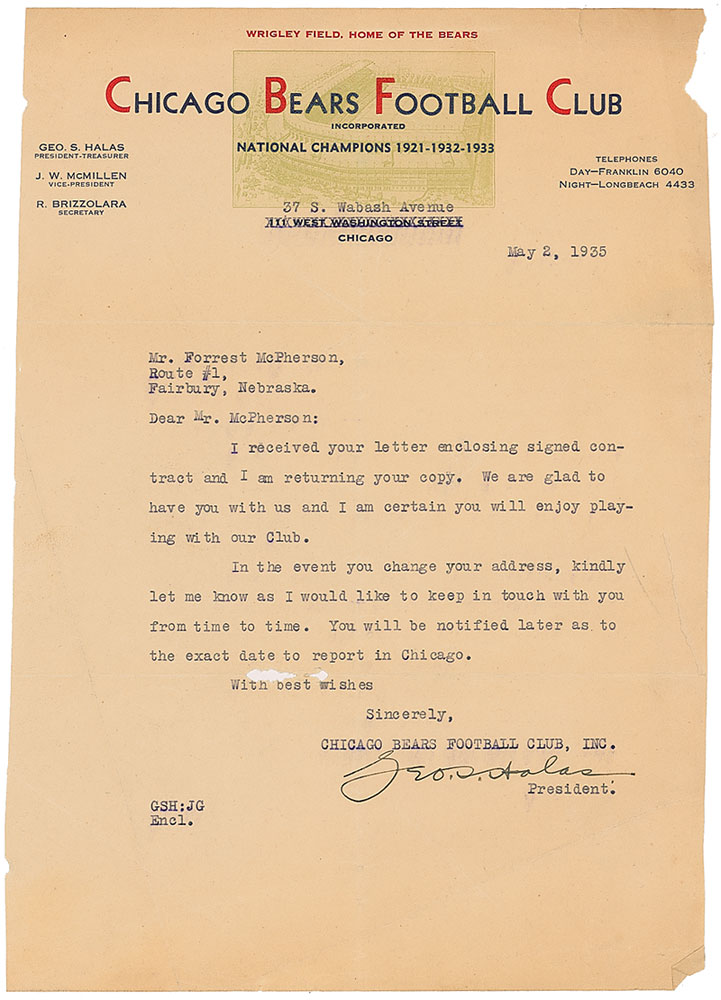 WRIGLEY FIELD, HOME OF THE BEARS
CHICAGO BEARS FOOTBALL CLUB
INCORPORATED
NATIONAL CHAMPIONS 1921-1932-1933
GEO. S. HALAS
PRESIDENT-TREASURER
J. W. McMILLEN
VICE-PRESIDENT
R. BRIZZOLARA
SECRETARY
TELEPHONES
DAY—FRANKLIN 6040
NIGHT—LONGBEACH 4433
37 S. Wabash Avenue
111 WEST WASHINGTON STREET
CHICAGO
May 2, 1935
Mr. Forrest McPherson,
Route #1,
Fairbury, Nebraska.
Dear Mr. McPherson:
I received your letter enclosing signed con-
tract and I am returning your copy. We are glad to
have you with us and I am certain you will enjoy play-
ing with our Club.
In the event you change your address, kindly
let me know as I would like to keep in touch with you
from time to time. You will be notified later as to
the exact date to report in Chicago.
With best wishes
Sincerely,
CHICAGO BEARS FOOTBALL CLUB, INC.
Geo. S. Halas
President.
GSH:JG
Encl.